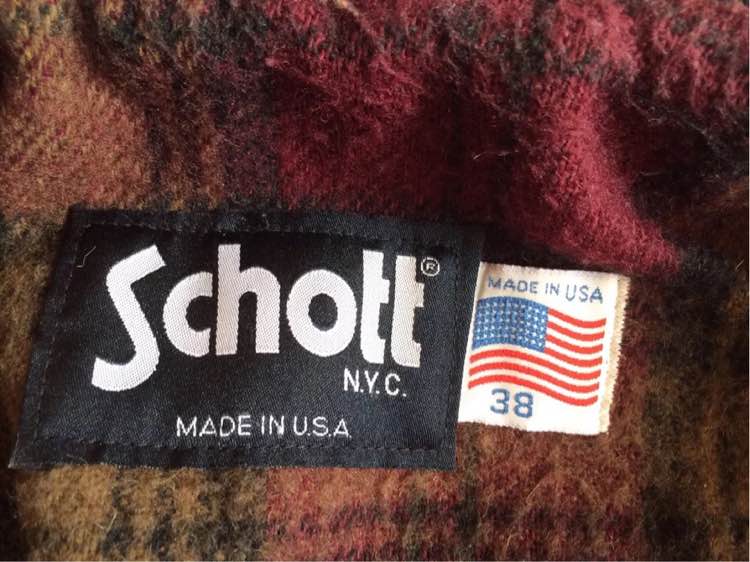 Schott®
N.Y.C.
MADE IN U.S.A
MADE IN USA
38